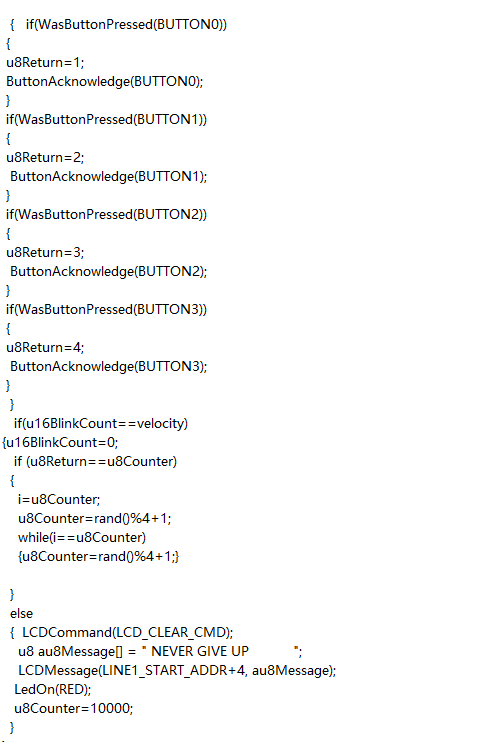 {   if(WasButtonPressed(BUTTON0))
{
u8Return=1;
ButtonAcknowledge(BUTTON0);
}
if(WasButtonPressed(BUTTON1))
{
u8Return=2;
ButtonAcknowledge(BUTTON1);
}
if(WasButtonPressed(BUTTON2))
{
u8Return=3;
ButtonAcknowledge(BUTTON2);
}
if(WasButtonPressed(BUTTON3))
{
u8Return=4;
ButtonAcknowledge(BUTTON3);
}
}
if(u16BlinkCount==velocity)
{u16BlinkCount=0;
if (u8Return==u8Counter)
{
i=u8Counter;
u8Counter=rand()%4+1;
while(i==u8Counter)
{u8Counter=rand()%4+1;}
}
else
{  LCDCommand(LCD_CLEAR_CMD);
u8 au8Message[] = " NEVER GIVE UP          ";
LCDMessage(LINE1_START_ADDR+4, au8Message);
LedOn(RED);
u8Counter=10000;
}